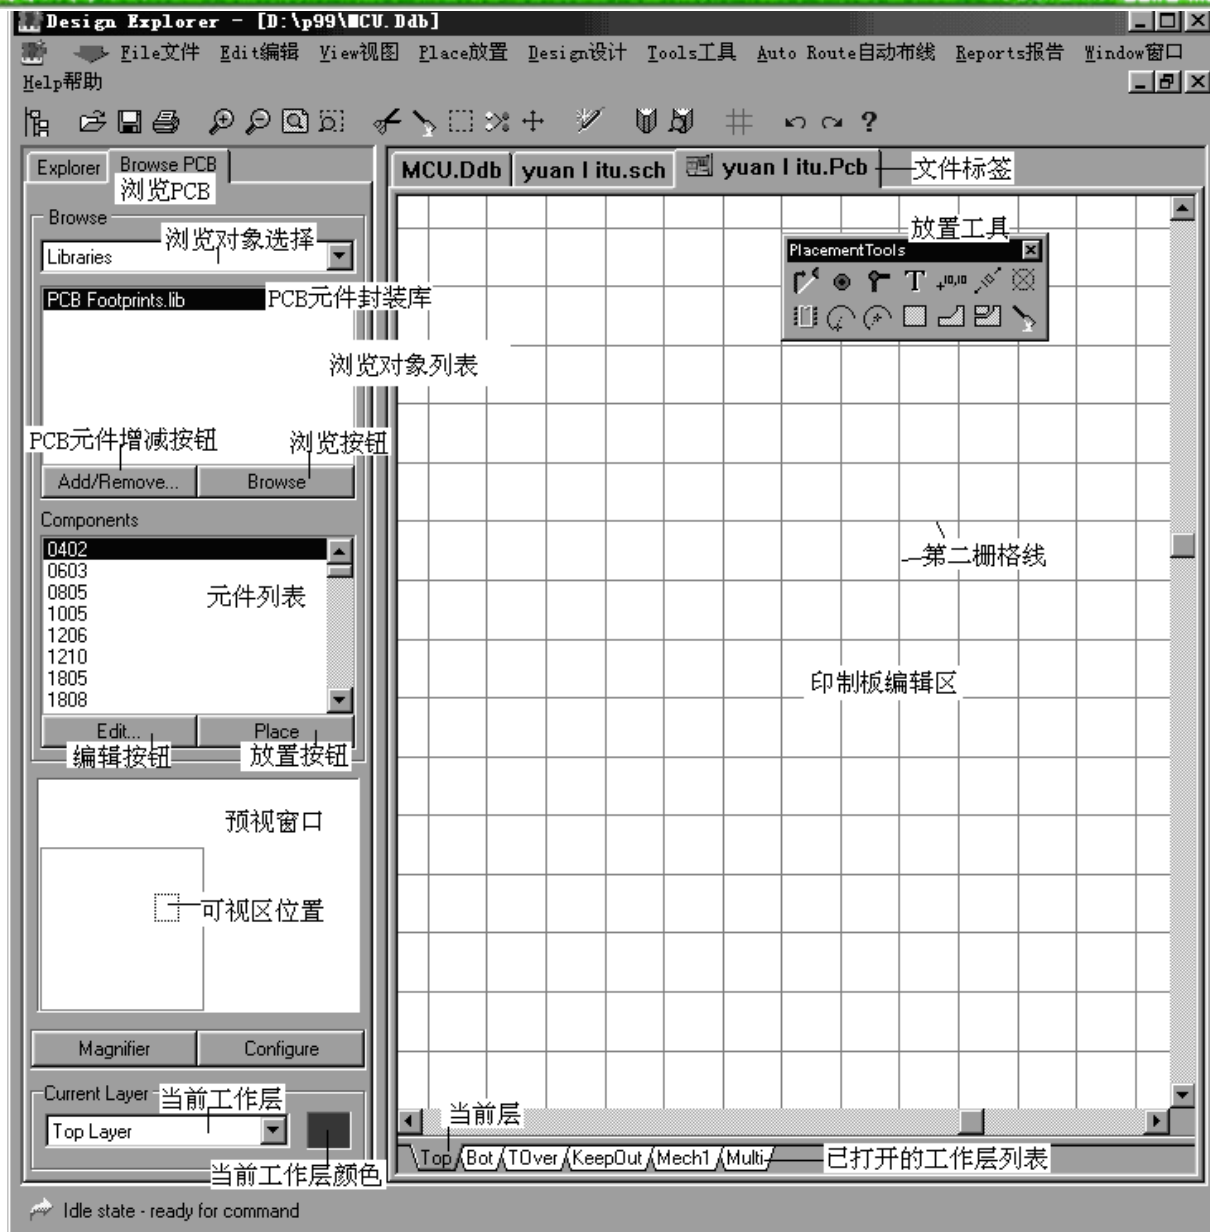 Design Explorer - [D:\p99\MCU.Ddb]
File文件 Edit编辑 View视图 Place放置 Design设计 Tools工具 Auto Route自动布线 Reports报告 Window窗口
Help帮助
Explorer Browse PCB
浏览PCB
MCU.Ddb yuan l itu.sch yuan l itu.Pcb 文件标签
Browse
浏览对象选择
Libraries
放置工具
PlacementTools
PCB Footprints.lib PCB元件封装库
浏览对象列表
PCB元件增减按钮 浏览按钮
Add/Remove... Browse
Components
0402
0603
0805
1005
1206
1210
1805
1808
元件列表
第二栅格线
印制板编辑区
Edit... Place
编辑按钮 放置按钮
预视窗口
可视区位置
Magnifier Configure
Current Layer 当前工作层
Top Layer
当前工作层颜色
当前层
Top Bot TOver KeepOut Mech1 Multi 已打开的工作层列表
Idle state - ready for command